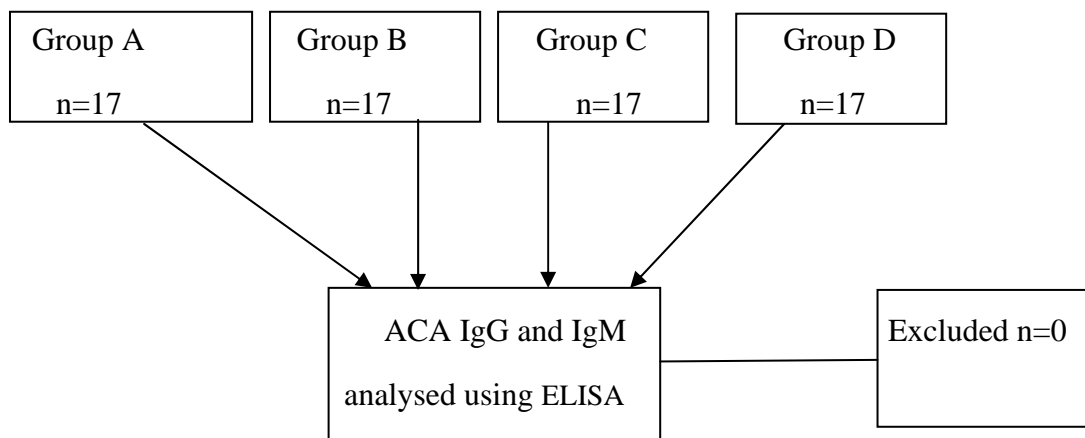 Group A
n=17
Group B
n=17
Group C
n=17
Group D
n=17
ACA IgG and IgM
analysed using ELISA
Excluded n=0